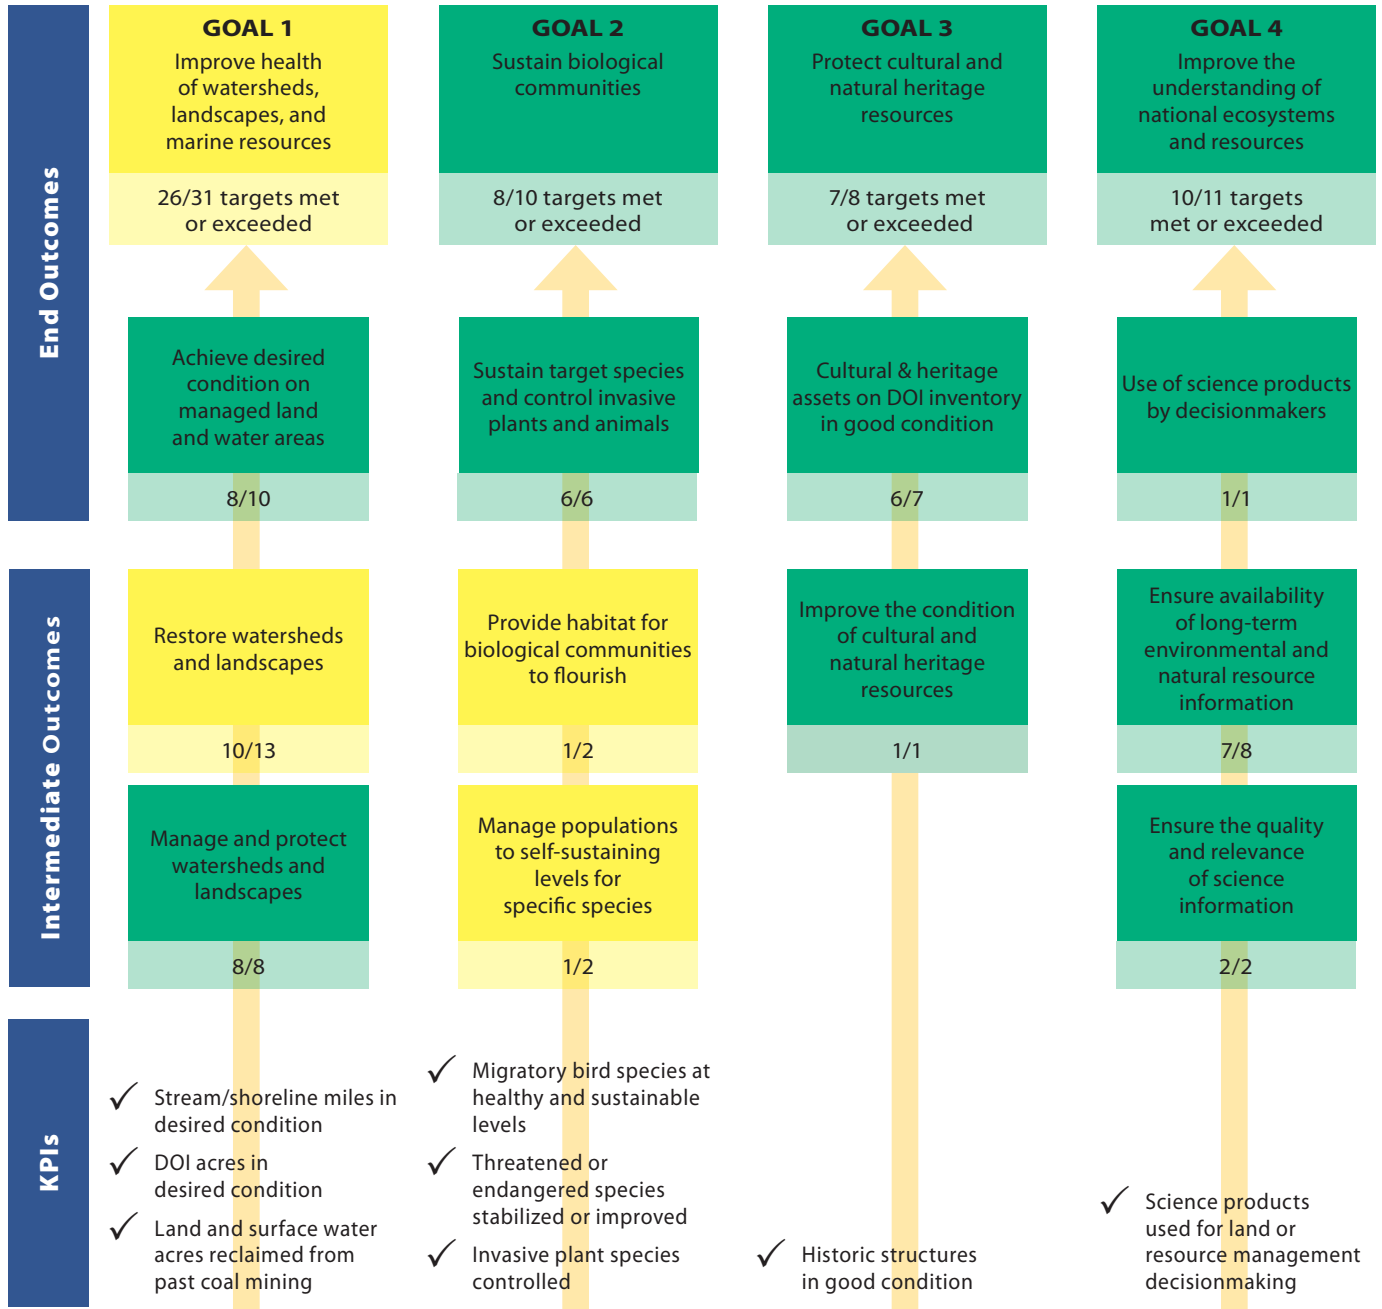 End Outcomes
GOAL 1
Improve health
of watersheds,
landscapes, and
marine resources
26/31 targets met
or exceeded
GOAL 2
Sustain biological
communities
8/10 targets met
or exceeded
GOAL 3
Protect cultural and
natural heritage
resources
7/8 targets met
or exceeded
GOAL 4
Improve the
understanding of
national ecosystems
and resources
10/11 targets
met or exceeded
Achieve desired
condition on
managed land
and water areas
8/10
Sustain target species
and control invasive
plants and animals
6/6
Cultural & heritage
assets on DOI inventory
in good condition
6/7
Use of science products
by decisionmakers
1/1
Intermediate Outcomes
Restore watersheds
and landscapes
10/13
Provide habitat for
biological communities
to flourish
1/2
Improve the condition
of cultural and
natural heritage
resources
1/1
Ensure availability
of long-term
environmental and
natural resource
information
7/8
Manage and protect
watersheds and
landscapes
8/8
Manage populations
to self-sustaining
levels for
specific species
1/2
Ensure the quality
and relevance
of science
information
2/2
KPIs
✓ Stream/shoreline miles in
desired condition
✓ DOI acres in
desired condition
✓ Land and surface water
acres reclaimed from
past coal mining
✓ Migratory bird species at
healthy and sustainable
levels
✓ Threatened or
endangered species
stabilized or improved
✓ Invasive plant species
controlled
✓ Historic structures
in good condition
✓ Science products
used for land or
resource management
decisionmaking